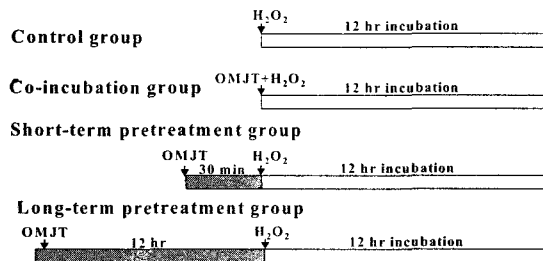 H₂O₂
Control group 12 hr incubation
OMJT+H₂O₂
Co-incubation group 12 hr incubation
Short-term pretreatment group
OMJT H₂O₂
30 min 12 hr incubation
Long-term pretreatment group
OMJT H₂O₂
12 hr 12 hr incubation